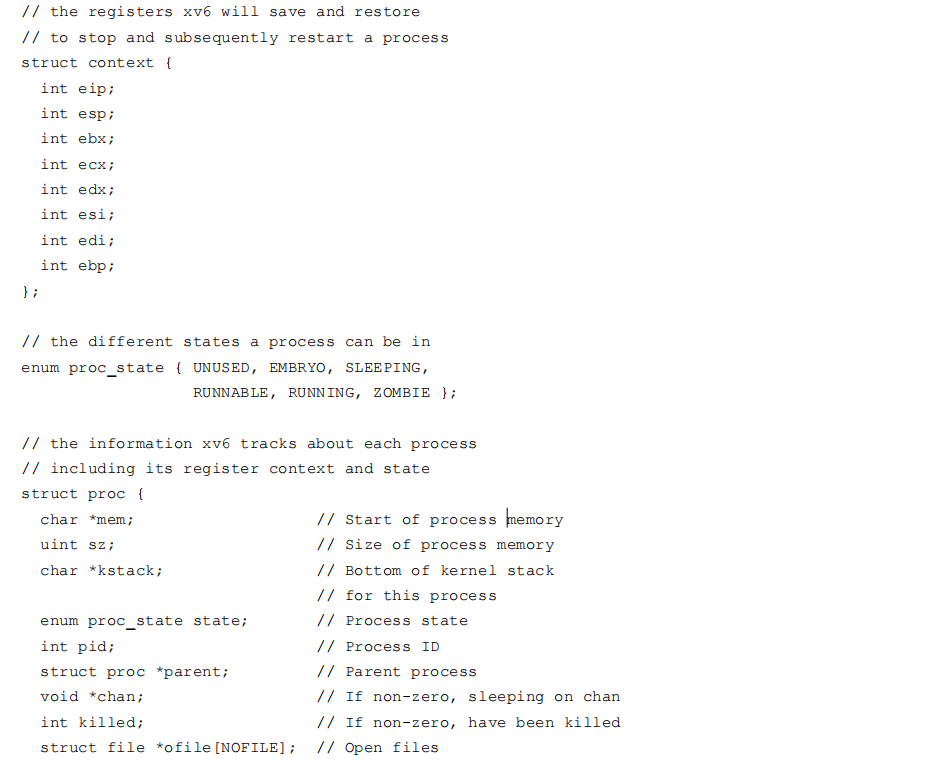 // the registers xv6 will save and restore
// to stop and subsequently restart a process
struct context {
  int eip;
  int esp;
  int ebx;
  int ecx;
  int edx;
  int esi;
  int edi;
  int ebp;
};

// the different states a process can be in
enum proc_state { UNUSED, EMBRYO, SLEEPING,
                  RUNNABLE, RUNNING, ZOMBIE };

// the information xv6 tracks about each process
// including its register context and state
struct proc {
  char *mem;                   // Start of process memory
  uint sz;                     // Size of process memory
  char *kstack;                // Bottom of kernel stack
                               // for this process
  enum proc_state state;       // Process state
  int pid;                     // Process ID
  struct proc *parent;         // Parent process
  void *chan;                  // If non-zero, sleeping on chan
  int killed;                  // If non-zero, have been killed
  struct file *ofile[NOFILE];  // Open files